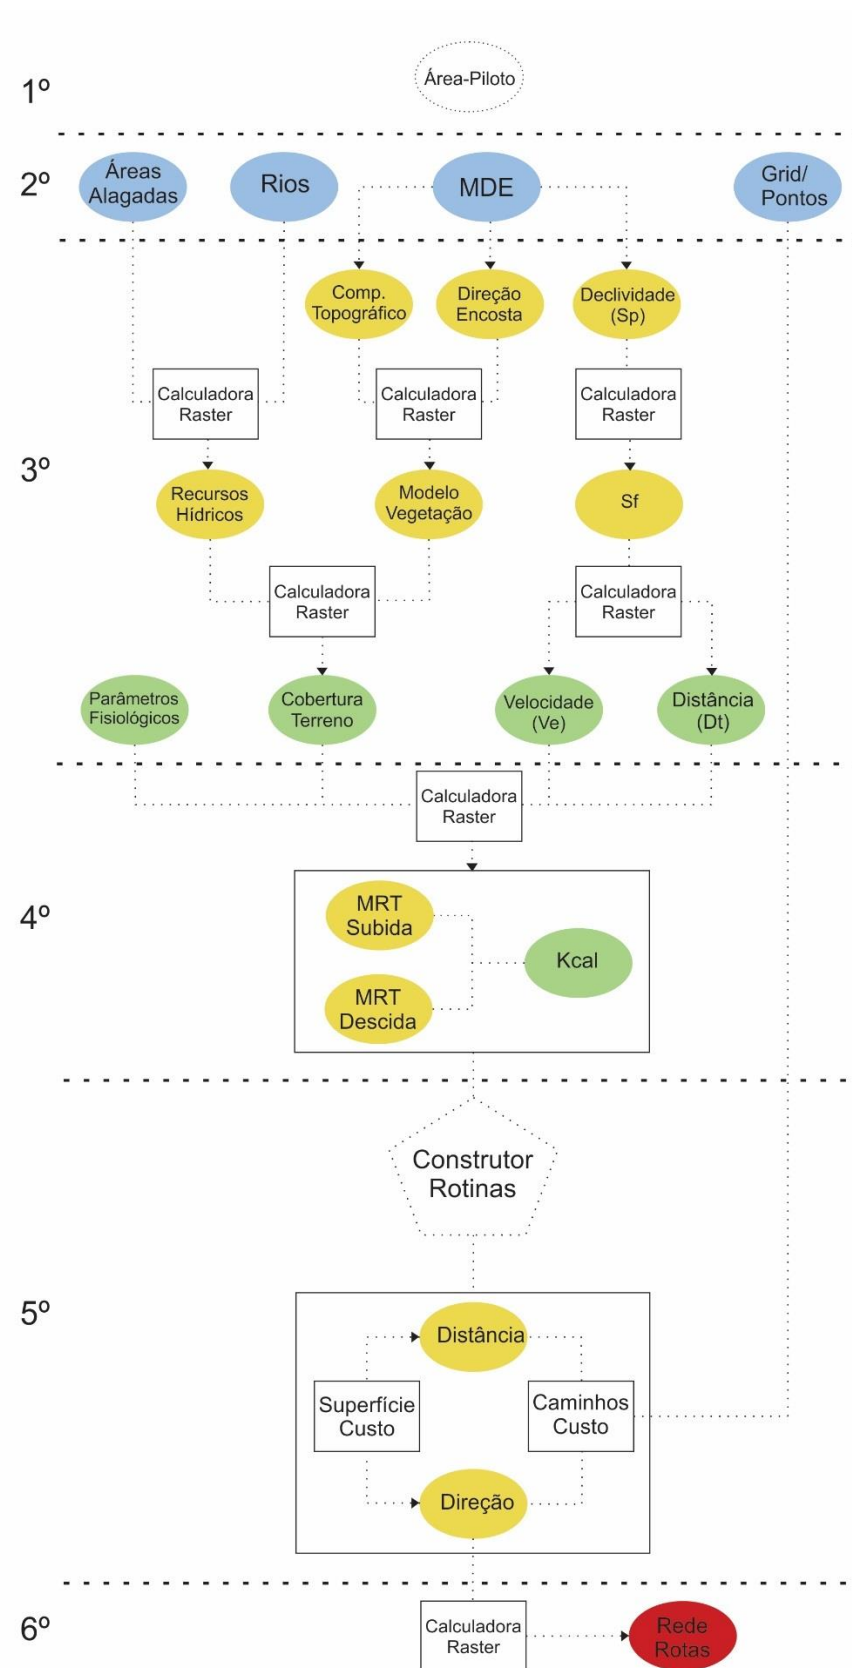 1º
Área-Piloto
2º
Áreas
Alagadas
Rios
MDE
Grid/
Pontos
3º
Comp.
Topográfico
Direção
Encosta
Declividade
(Sp)
Calculadora
Raster
Calculadora
Raster
Calculadora
Raster
Recursos
Hídricos
Modelo
Vegetação
Sf
Calculadora
Raster
Calculadora
Raster
Parâmetros
Fisiológicos
Cobertura
Terreno
Velocidade
(Ve)
Distância
(Dt)
4º
Calculadora
Raster
MRT
Subida
Kcal
MRT
Descida
5º
Construtor
Rotinas
Distância
Superfície
Custo
Caminhos
Custo
Direção
6º
Calculadora
Raster
Rede
Rotas